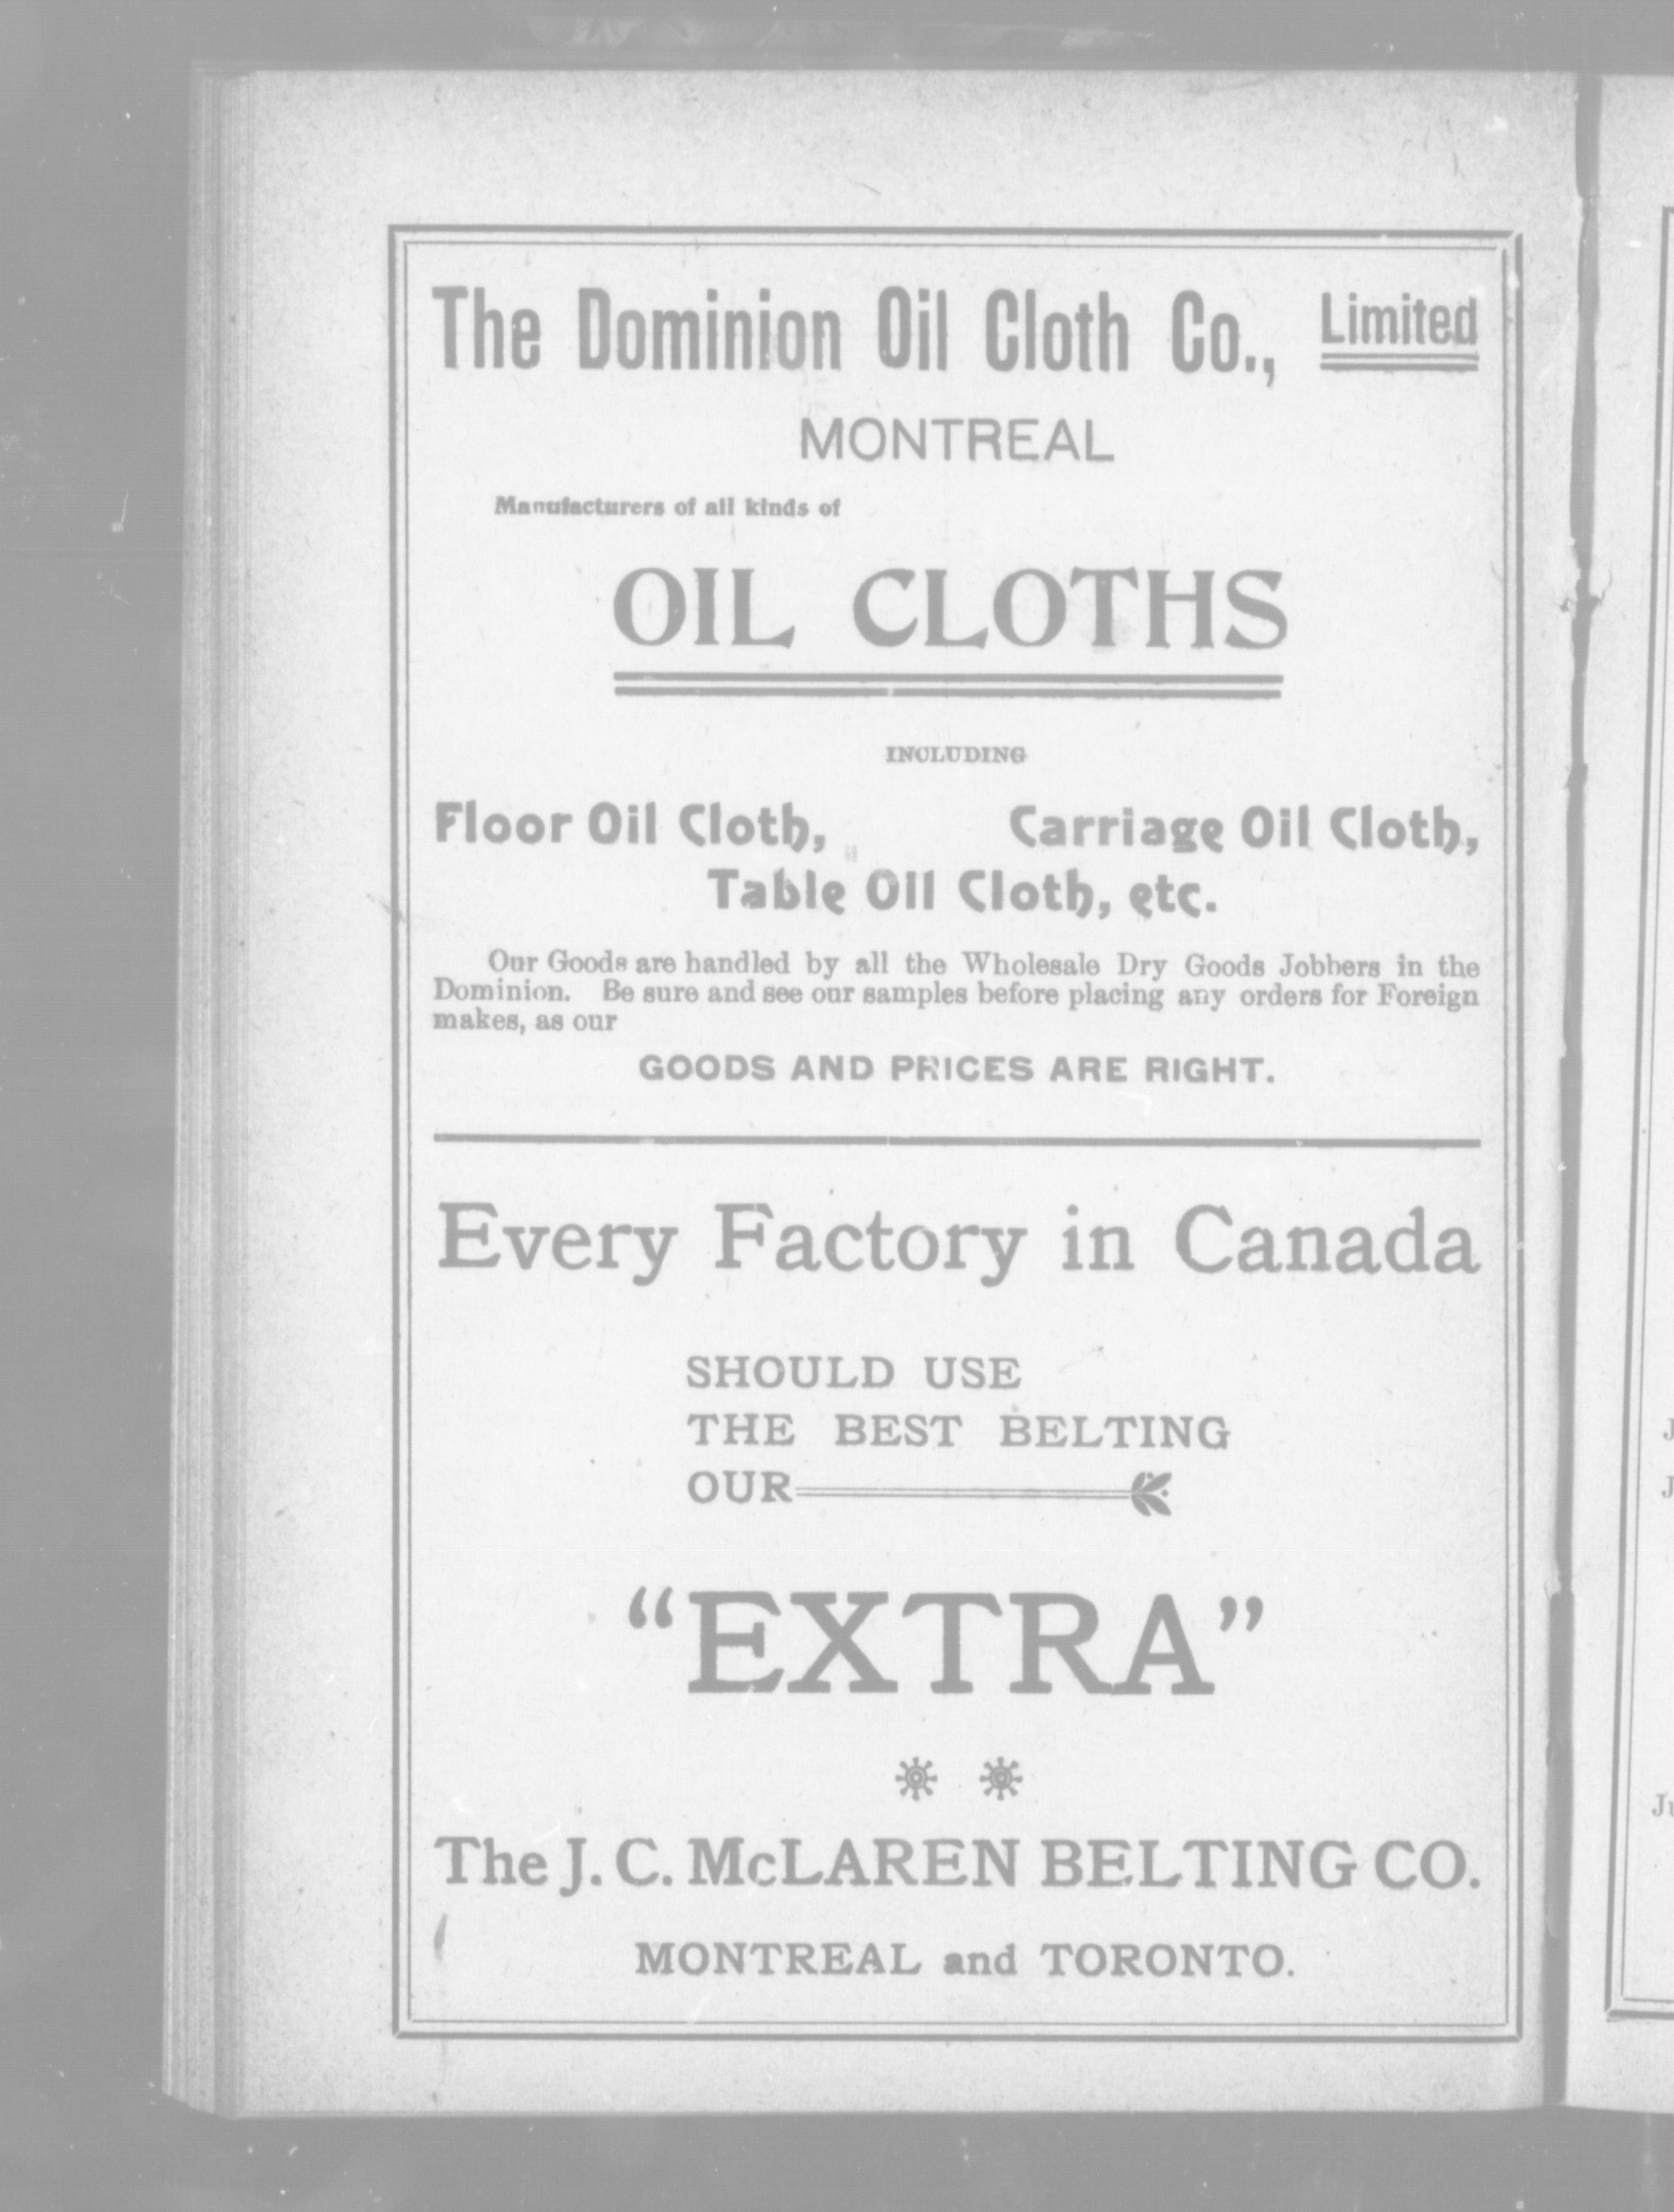 The Dominion Oil Cloth Co., Limited
MONTREAL
Manufacturers of all kinds of
OIL CLOTHS
INCLUDING
Floor Oil Cloth, Carriage Oil Cloth,
Table Oil Cloth, etc.
Our Goods are handled by all the Wholesale Dry Goods Jobbers in the
Dominion. Be sure and see our samples before placing any orders for Foreign
makes, as our
GOODS AND PRICES ARE RIGHT.
Every Factory in Canada
SHOULD USE
THE BEST BELTING
OUR
“EXTRA”
The J. C. McLAREN BELTING CO.
MONTREAL and TORONTO.